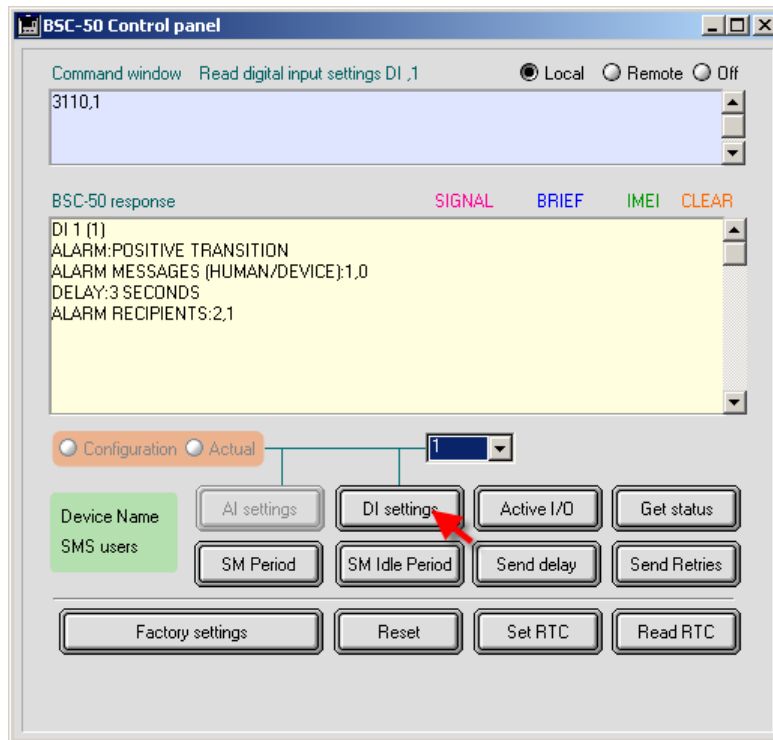 BSC-50 Control panel
Command window Read digital input settings DI ,1 Local Remote Off
3110,1
BSC-50 response SIGNAL BRIEF IMEI CLEAR
DI 1 (1)
ALARM:POSITIVE TRANSITION
ALARM MESSAGES (HUMAN/DEVICE):1,0
DELAY:3 SECONDS
ALARM RECIPIENTS:2,1
Configuration Actual 1
Device Name
SMS users
AI settings DI settings Active I/O Get status
SM Period SM Idle Period Send delay Send Retries
Factory settings Reset Set RTC Read RTC